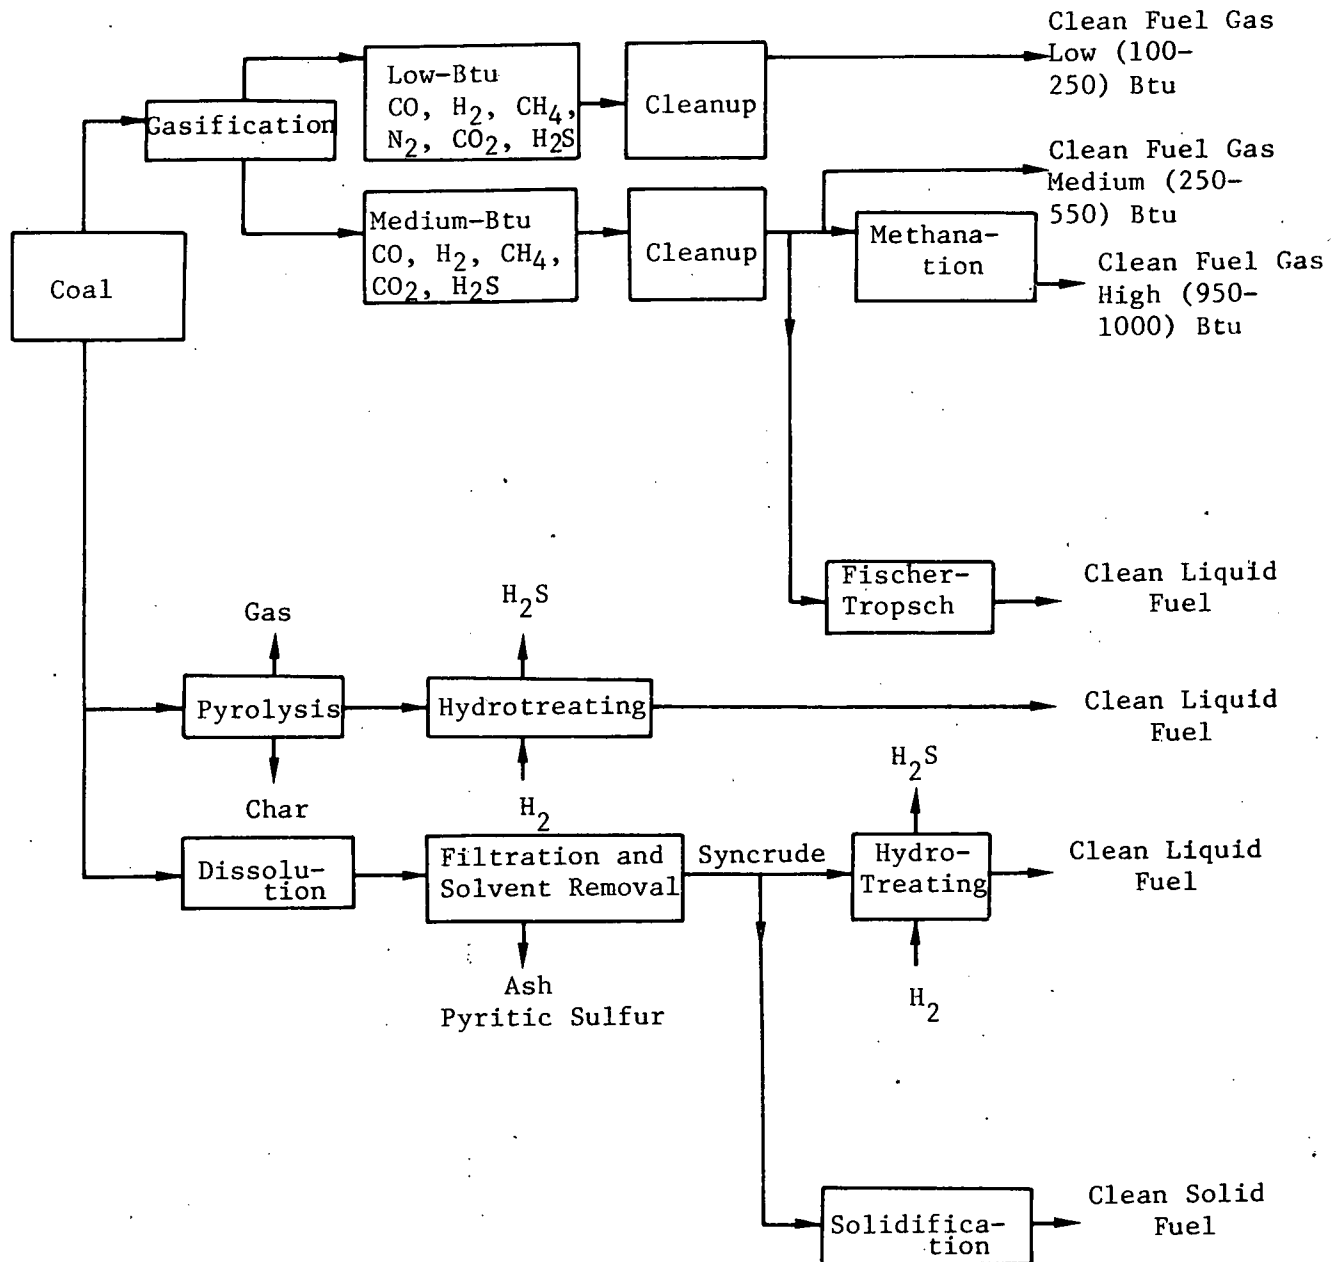 Clean Fuel Gas
Low (100-
250) Btu
Low-Btu
CO, H2, CH4,
N2, CO2, H2S
Cleanup
Gasification
Clean Fuel Gas
Medium (250-
550) Btu
Medium-Btu
CO, H2, CH4,
CO2, H2S
Cleanup
Methana-
tion
Clean Fuel Gas
High (950-
1000) Btu
Coal
Fischer-
Tropsch
Clean Liquid
Fuel
Gas
H2S
Pyrolysis
Hydrotreating
Clean Liquid
Fuel
Char
H2
H2S
Dissolu-
tion
Filtration and
Solvent Removal
Syncrude
Hydro-
Treating
Clean Liquid
Fuel
Ash
Pyritic Sulfur
H2
Solidifica-
tion
Clean Solid
Fuel